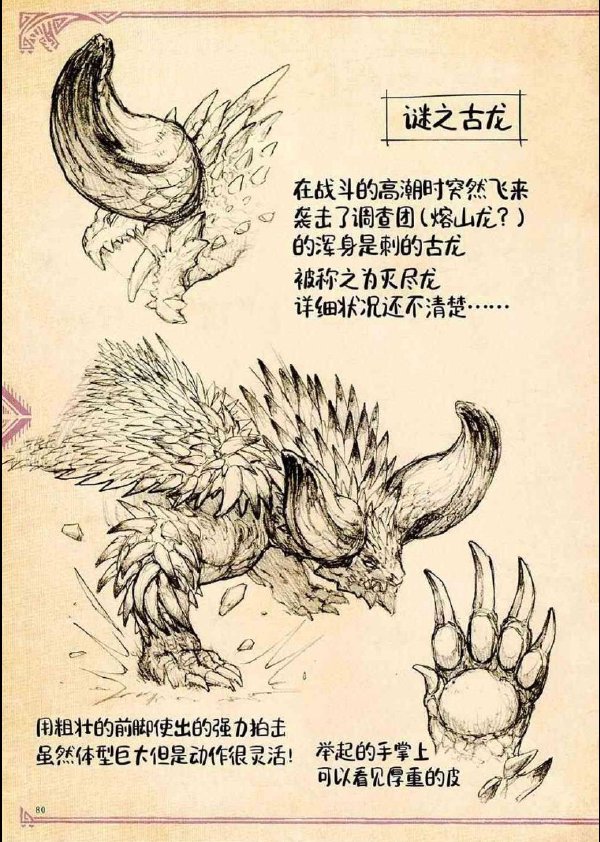 谜之古龙
在战斗的高潮时突然飞来
袭击了调查团(熔山龙?)
的浑身是刺的古龙
被称之为灭尽龙
详细状况还不清楚……
用粗壮的前脚使出的强力拍击
虽然体型巨大但是动作很灵活!
举起的手掌上
可以看见厚重的皮
80